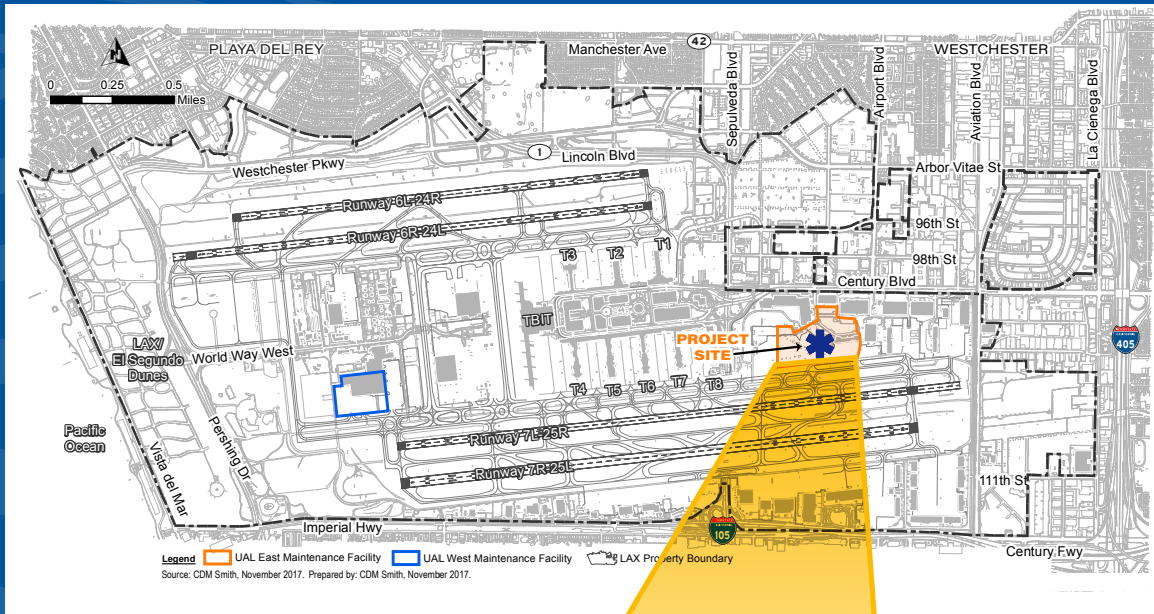 PLAYA DEL REY
Manchester Ave
42
WESTCHESTER
N
0 0.25 0.5
Miles
Sepulveda Blvd
Airport Blvd
Aviation Blvd
La Cienega Blvd
Westchester Pkwy
1
Lincoln Blvd
Arbor Vitae St
Runway 6L-24R
96th St
Runway 6R-24L
T3
T2
T1
98th St
Century Blvd
TBIT
PROJECT
SITE
405
LAX/
El Segundo
Dunes
World Way West
T4
T5
T6
T7
T8
Pacific
Ocean
Vista del Mar
Pershing Dr
Runway 7L-25R
Runway 7R-25L
111th St
Imperial Hwy
105
Century Fwy
Legend UAL East Maintenance Facility UAL West Maintenance Facility LAX Property Boundary
Source: CDM Smith, November 2017. Prepared by: CDM Smith, November 2017.